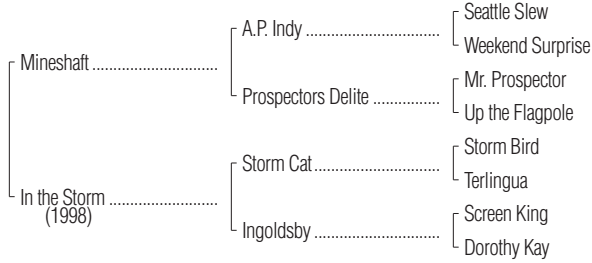 Seattle Slew
A.P. Indy ............................
Weekend Surprise
Mineshaft ............................
Mr. Prospector
Prospectors Delite ................
Up the Flagpole
Storm Bird
Storm Cat ............................
Terlingua
In the Storm ........................
(1998)
Screen King
Ingoldsby ............................
Dorothy Kay